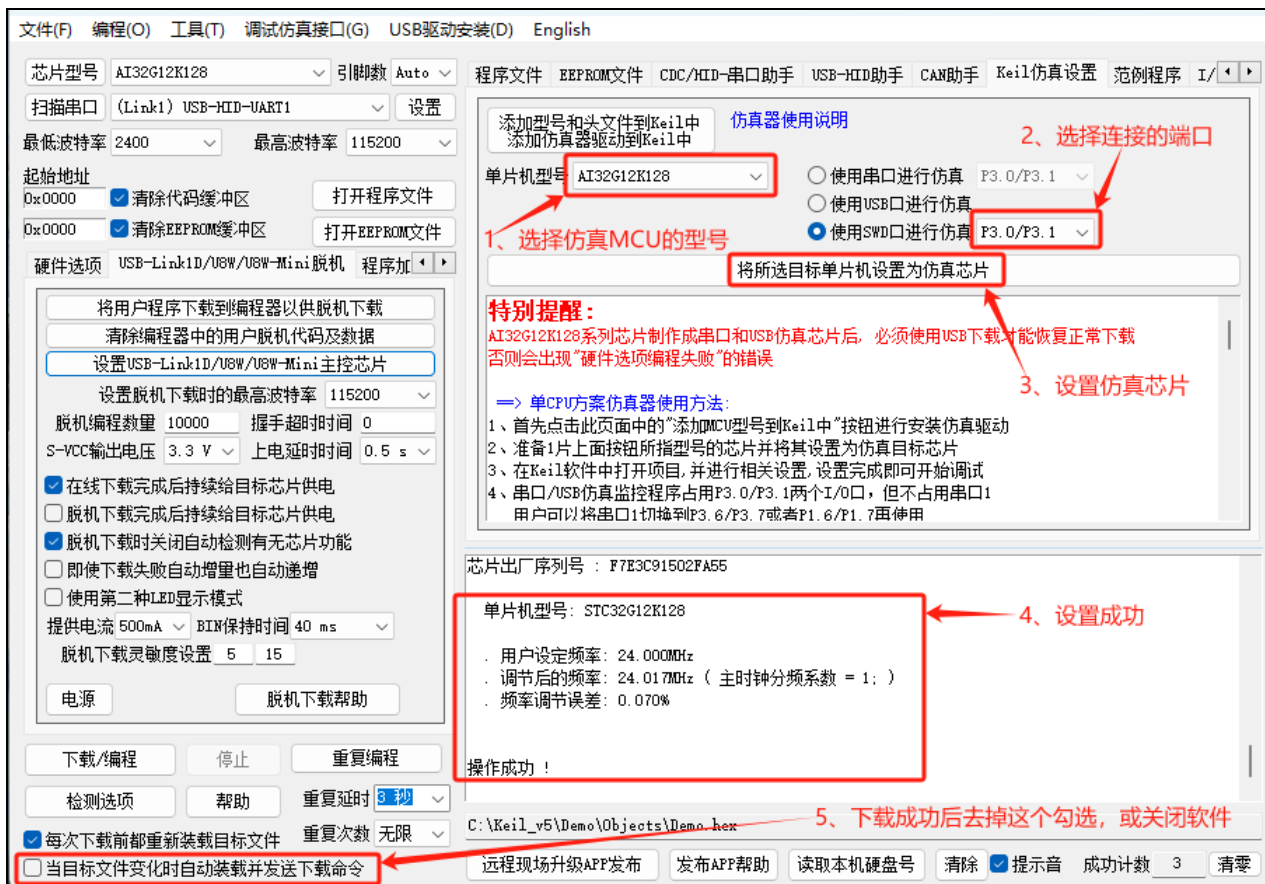 文件(F) 编程(O) 工具(T) 调试仿真接口(G) USB驱动安装(D) English
芯片型号 AI32G12K128 引脚数 Auto
扫描串口 (Link1) USB-HID-UART1 设置
最低波特率 2400 最高波特率 115200
起始地址
0x0000 清除代码缓冲区 打开程序文件
0x0000 清除EEPROM缓冲区 打开EEPROM文件
硬件选项 USB-Link1D/U8W/U8W-Mini脱机 程序加
将用户程序下载到编程器以供脱机下载
清除编程器中的用户脱机代码及数据
设置USB-Link1D/U8W/U8W-Mini主控芯片
设置脱机下载时的最高波特率 115200
脱机编程数量 10000 握手超时时间 0
S-VCC输出电压 3.3 V 上电延时时间 0.5 s
在线下载完成后持续给目标芯片供电
脱机下载完成后持续给目标芯片供电
脱机下载时关闭自动检测有无芯片功能
即使下载失败自动增量也自动递增
使用第二种LED显示模式
提供电流 500mA BIN保持时间 40 ms
脱机下载灵敏度设置 5 15
电源 脱机下载帮助
下载/编程 停止 重复编程
检测选项 帮助 重复延时 3 秒
每次下载前都重新装载目标文件 重复次数 无限
当目标文件变化时自动装载并发送下载命令
程序文件 EEPROM文件 CDC/HID-串口助手 USB-HID助手 CAN助手 Keil仿真设置 范例程序 I/
添加型号和头文件到Keil中
添加仿真器驱动到Keil中
仿真器使用说明
2、选择连接的端口
单片机型号 AI32G12K128
使用串口进行仿真 P3.0/P3.1
使用USB口进行仿真
使用SWD口进行仿真 P3.0/P3.1
1、选择仿真MCU的型号
将所选目标单片机设置为仿真芯片
特别提醒:
AI32G12K128系列芯片制作成串口和USB仿真芯片后, 必须使用USB下载才能恢复正常下载
否则会出现"硬件选项编程失败"的错误
3、设置仿真芯片
==> 单CPU方案仿真器使用方法:
1、首先点击此页面中的"添加MCU型号到Keil中"按钮进行安装仿真驱动
2、准备1片上面按钮所指型号的芯片并将其设置为仿真目标芯片
3、在Keil软件中打开项目,并进行相关设置,设置完成即可开始调试
4、串口/USB仿真监控程序占用P3.0/P3.1两个I/O口, 但不占用串口1
用户可以将串口1切换到P3.6/P3.7或者P1.6/P1.7再使用
芯片出厂序列号 : F7E3C91502FA55
单片机型号: STC32G12K128
4、设置成功
. 用户设定频率: 24.000MHz
. 调节后的频率: 24.017MHz ( 主时钟分频系数 = 1; )
. 频率调节误差: 0.070%
操作成功 !
C:\Keil_v5\Demo\Objects\Demo.hex
5、下载成功后去掉这个勾选，或关闭软件
远程现场升级APP发布 发布APP帮助 读取本机硬盘号 清除 提示音 成功计数 3 清零